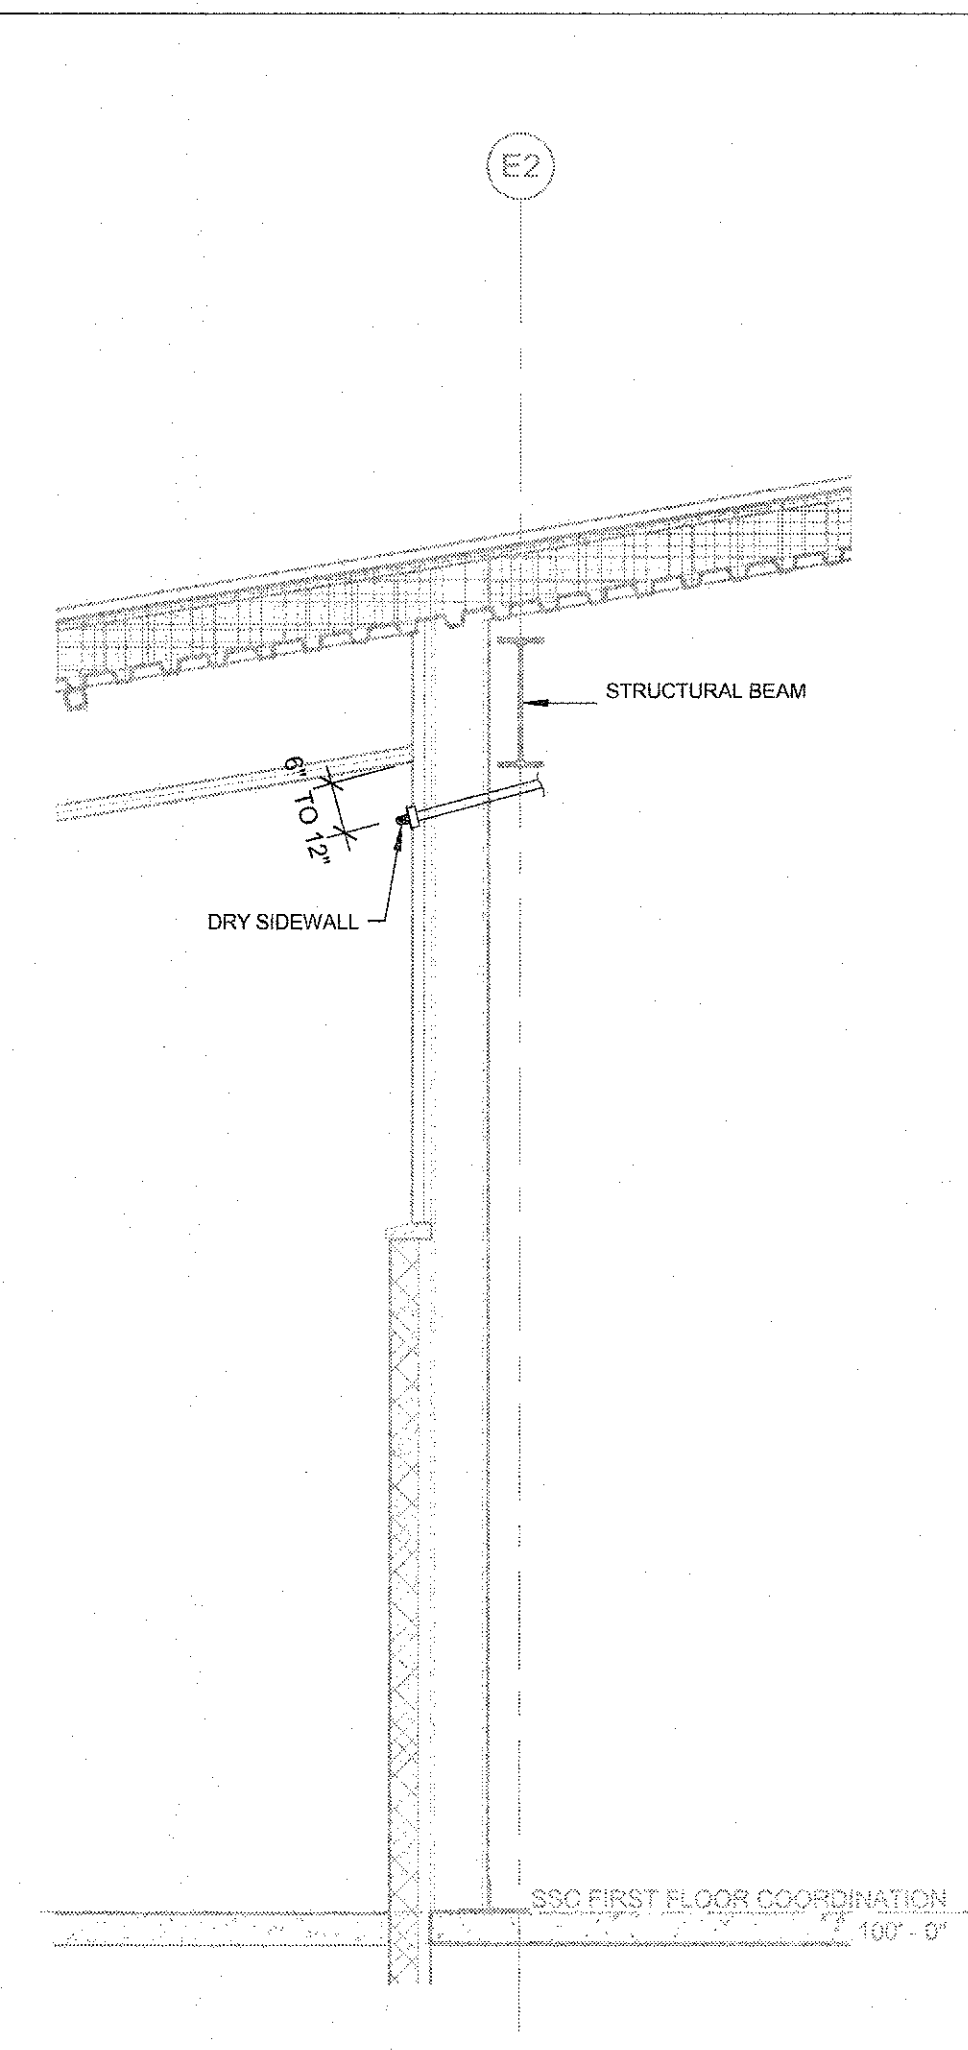 E2
STRUCTURAL BEAM
6" TO 12"
DRY SIDEWALL
SSC FIRST FLOOR COORDINATION
100' - 0"